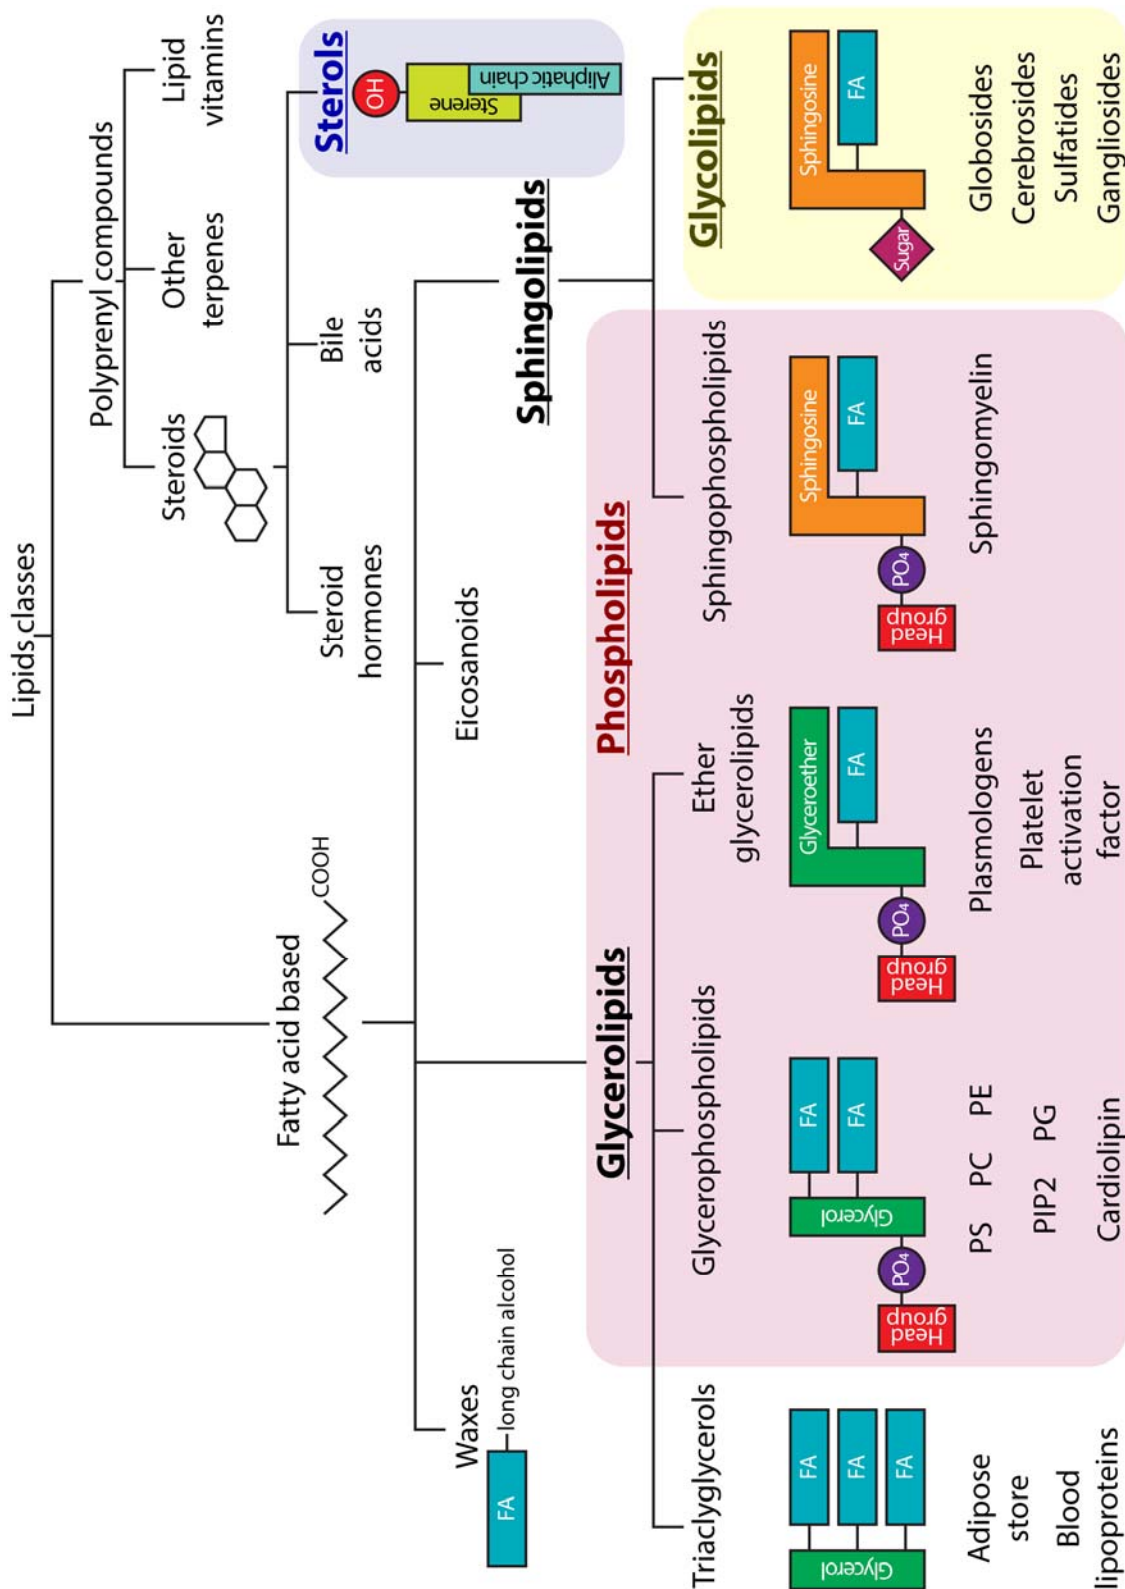 Lipids classes
Fatty acid based
COOH
Polyprenyl compounds
Steroids
Other
terpenes
Lipid
vitamins
Steroid
hormones
Bile
acids
Sterols
OH
Sterene
Aliphatic chain
Waxes
FA
long chain alcohol
Eicosanoids
Glycerolipids
Phospholipids
Sphingolipids
Triaclyglycerols
Glycerol
FA
FA
FA
Adipose
store
Blood
lipoproteins
Glycerophospholipids
Head
group
PO₄
Glycerol
FA
FA
PS PC PE
PIP2 PG
Cardiolipin
Ether
glycerolipids
Head
group
PO₄
Glyceroether
FA
Plasmologens
Platelet
activation
factor
Sphingophospholipids
Head
group
PO₄
Sphingosine
FA
Sphingomyelin
Glycolipids
Sugar
Sphingosine
FA
Globosides
Cerebrosides
Sulfatides
Gangliosides